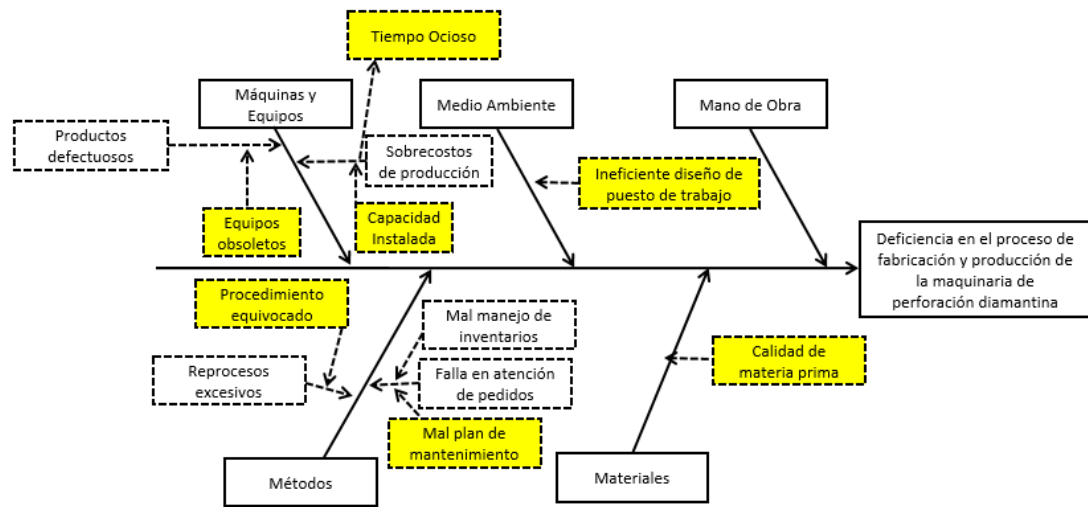 Tiempo Ocioso
Máquinas y
Equipos
Medio Ambiente
Mano de Obra
Productos
defectuosos
Sobrecostos
de producción
Ineficiente diseño de
puesto de trabajo
Equipos
obsoletos
Capacidad
Instalada
Deficiencia en el proceso de
fabricación y producción de
la maquinaria de
perforación diamantina
Procedimiento
equivocado
Mal manejo de
inventarios
Calidad de
materia prima
Reprocesos
excesivos
Falla en atención
de pedidos
Mal plan de
mantenimiento
Métodos
Materiales